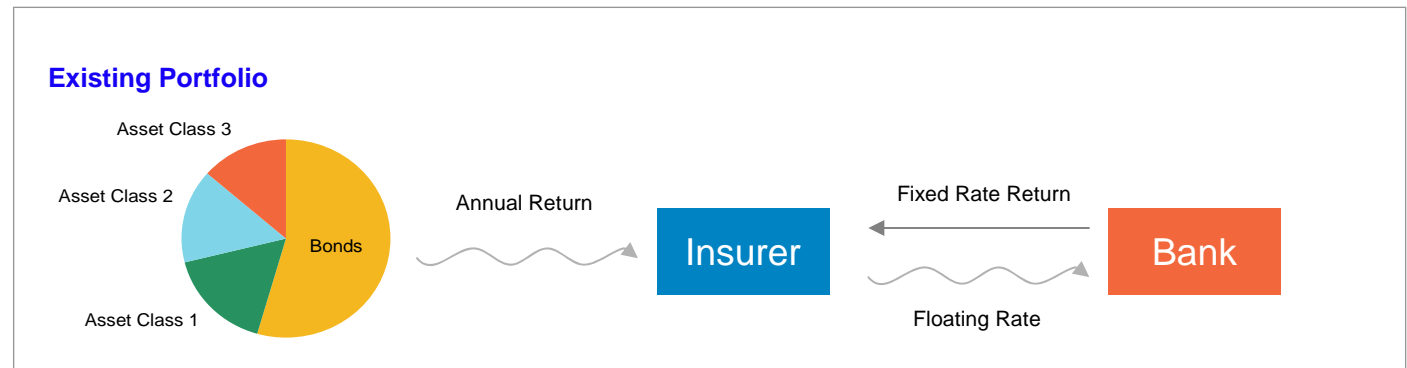 Existing Portfolio
Asset Class 3
Asset Class 2
Bonds
Asset Class 1
Annual Return
Insurer
Fixed Rate Return
Floating Rate
Bank